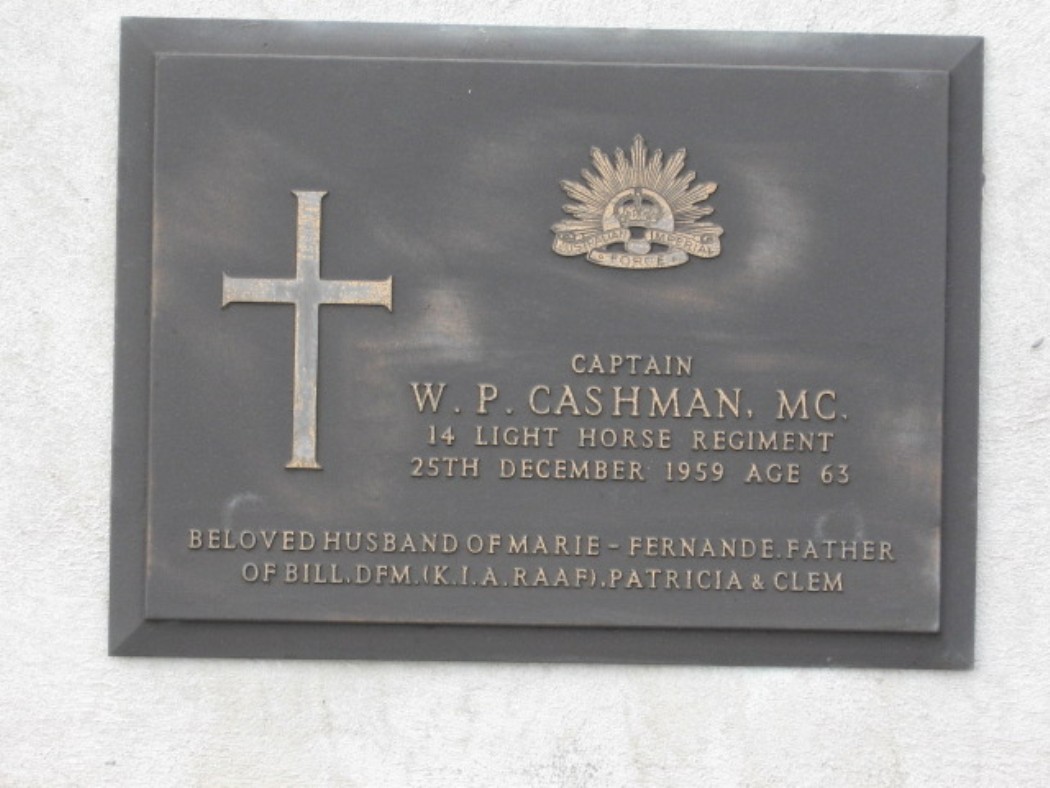 AUSTRALIAN IMPERIAL
FORCE
CAPTAIN
W. P. CASHMAN, MC.
14 LIGHT HORSE REGIMENT
25TH DECEMBER 1959 AGE 63
BELOVED HUSBAND OF MARIE - FERNANDE. FATHER
OF BILL, DFM. (K.I.A. RAAF), PATRICIA & CLEM